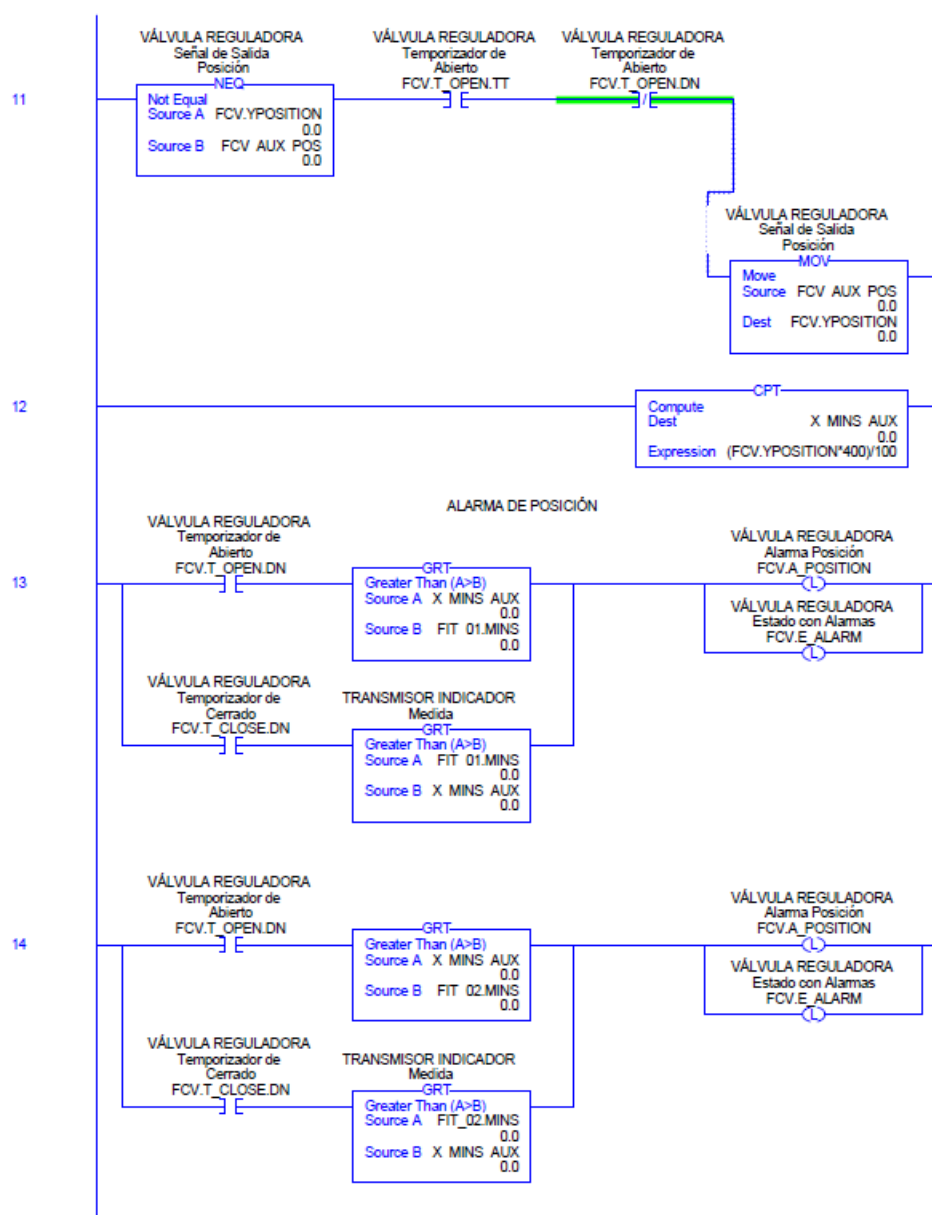 VÁLVULA REGULADORA
Señal de Salida
Posición
NEQ
Not Equal
Source A FCV.YPOSITION
0.0
Source B FCV AUX POS
0.0
VÁLVULA REGULADORA
Temporizador de
Abierto
FCV.T_OPEN.TT
VÁLVULA REGULADORA
Temporizador de
Abierto
FCV.T_OPEN.DN
11
VÁLVULA REGULADORA
Señal de Salida
Posición
MOV
Move
Source FCV AUX POS
0.0
Dest FCV.YPOSITION
0.0
12
CPT
Compute
Dest X MINS AUX
0.0
Expression (FCV.YPOSITION*400)/100
ALARMA DE POSICIÓN
13
VÁLVULA REGULADORA
Temporizador de
Abierto
FCV.T_OPEN.DN
GRT
Greater Than (A>B)
Source A X MINS AUX
0.0
Source B FIT 01.MINS
0.0
VÁLVULA REGULADORA
Alarma Posición
FCV.A_POSITION
L
VÁLVULA REGULADORA
Estado con Alarmas
FCV.E_ALARM
L
VÁLVULA REGULADORA
Temporizador de
Cerrado
FCV.T_CLOSE.DN
TRANSMISOR INDICADOR
Medida
GRT
Greater Than (A>B)
Source A FIT 01.MINS
0.0
Source B X MINS AUX
0.0
14
VÁLVULA REGULADORA
Temporizador de
Abierto
FCV.T_OPEN.DN
GRT
Greater Than (A>B)
Source A X MINS AUX
0.0
Source B FIT 02.MINS
0.0
VÁLVULA REGULADORA
Alarma Posición
FCV.A_POSITION
L
VÁLVULA REGULADORA
Estado con Alarmas
FCV.E_ALARM
L
VÁLVULA REGULADORA
Temporizador de
Cerrado
FCV.T_CLOSE.DN
TRANSMISOR INDICADOR
Medida
GRT
Greater Than (A>B)
Source A FIT_02.MINS
0.0
Source B X MINS AUX
0.0